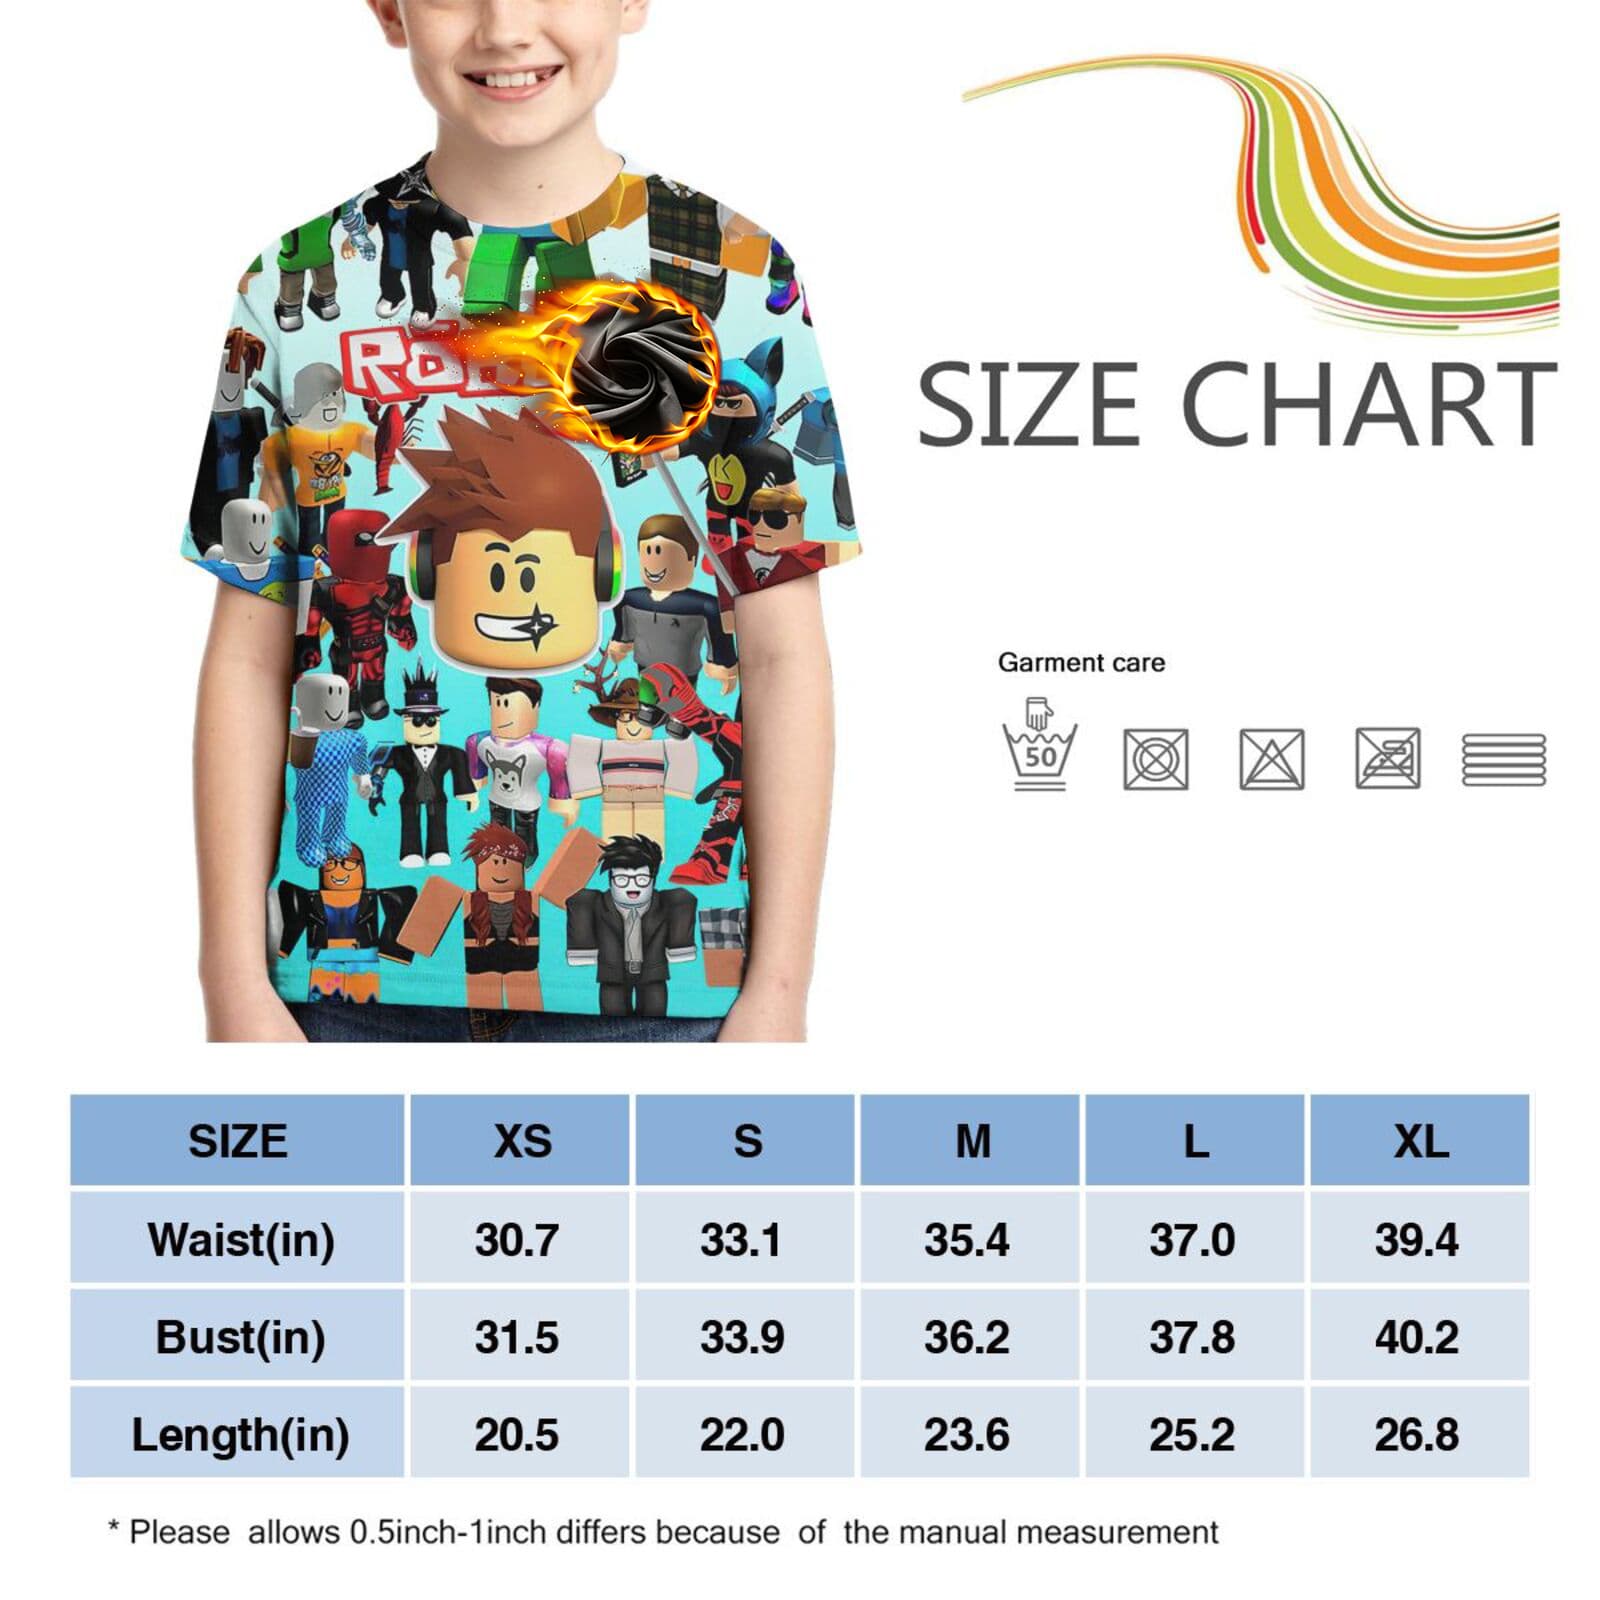 SIZE CHART
Garment care
50
SIZE XS S M L XL
Waist(in) 30.7 33.1 35.4 37.0 39.4
Bust(in) 31.5 33.9 36.2 37.8 40.2
Length(in) 20.5 22.0 23.6 25.2 26.8
* Please allows 0.5inch-1inch differs because of the manual measurement